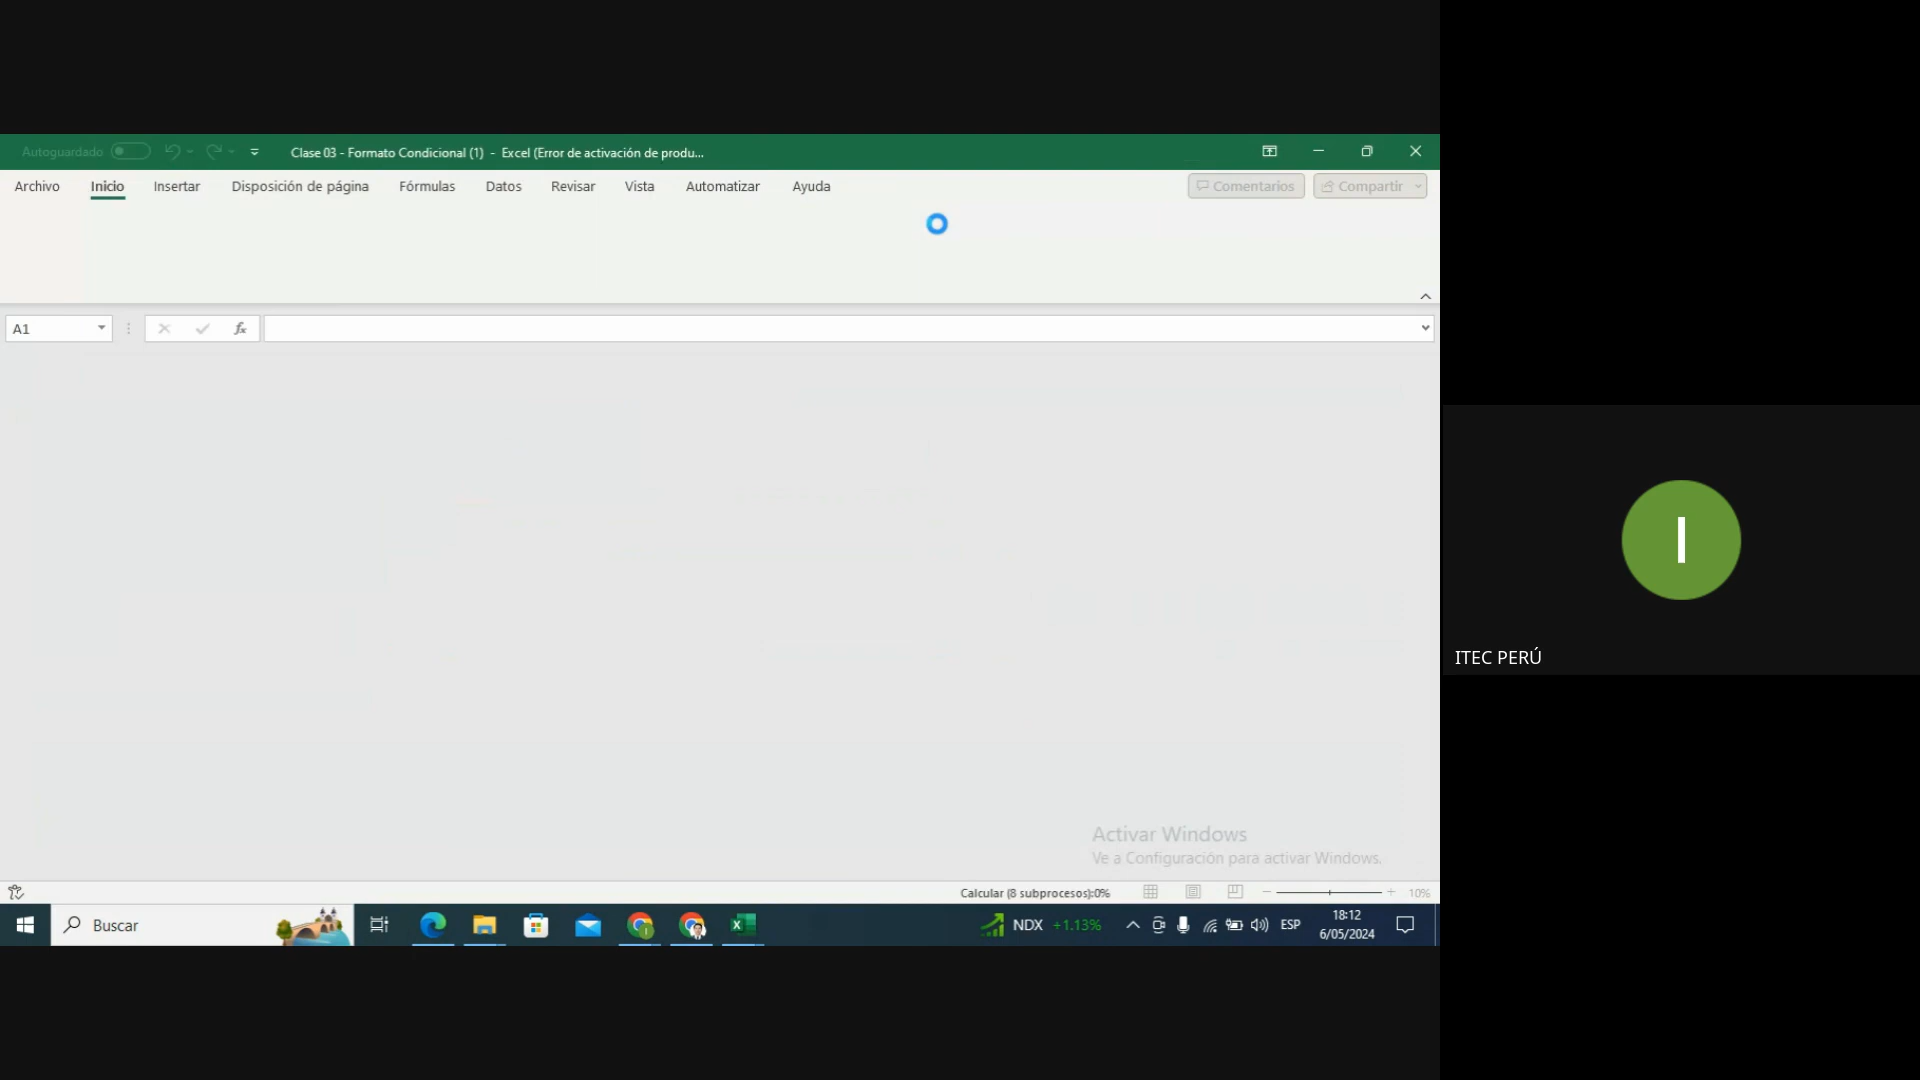 Autoguardado
Clase 03 - Formato Condicional (1) - Excel (Error de activación de produ...
Archivo Inicio Insertar Disposición de página Fórmulas Datos Revisar Vista Automatizar Ayuda
Comentarios Compartir
A1
fx
I
ITEC PERÚ
Activar Windows
Ve a Configuración para activar Windows.
Calcular (8 subprocesos):0%
10%
Buscar
NDX +1.13%
ESP
18:12
6/05/2024